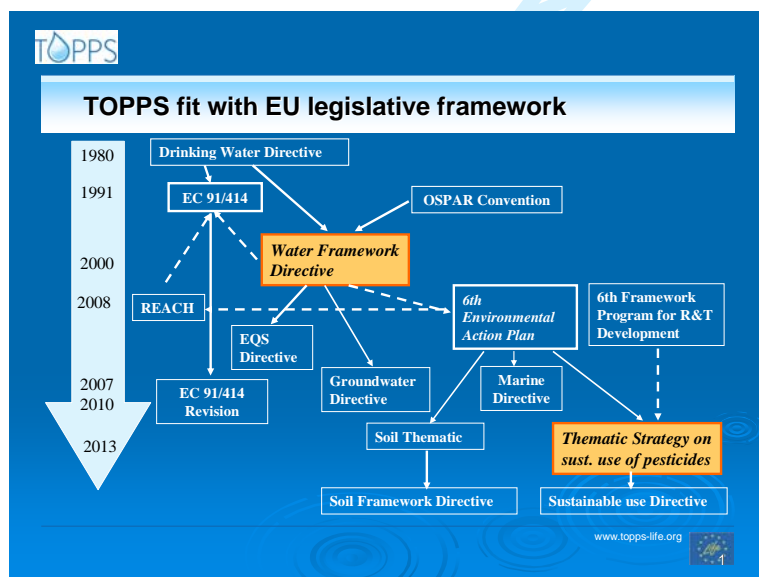 TOPPS
TOPPS fit with EU legislative framework
1980
Drinking Water Directive
1991
EC 91/414
OSPAR Convention
Water Framework
Directive
2000
2008
REACH
6th
Environmental
Action Plan
6th Framework
Program for R&T
Development
EQS
Directive
2007
2010
EC 91/414
Revision
Groundwater
Directive
Marine
Directive
2013
Soil Thematic
Thematic Strategy on
sust. use of pesticides
Soil Framework Directive
Sustainable use Directive
www.topps-life.org
life
1